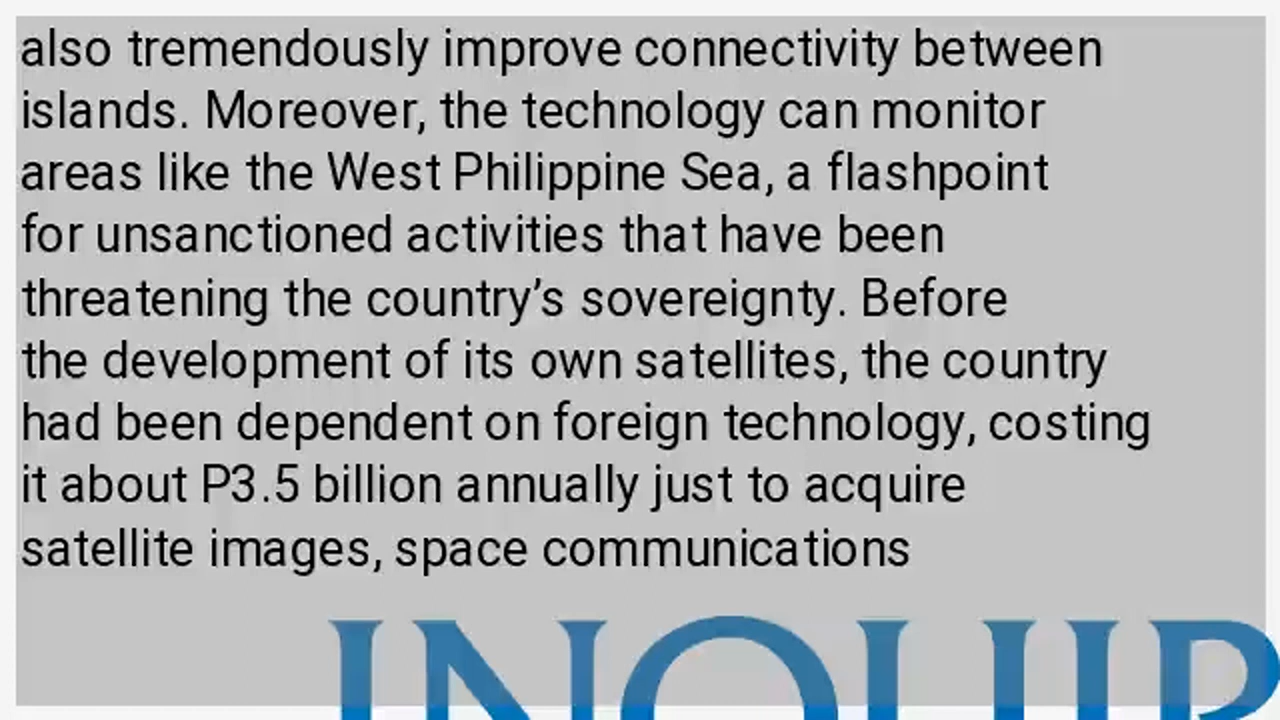 also tremendously improve connectivity between
islands. Moreover, the technology can monitor
areas like the West Philippine Sea, a flashpoint
for unsanctioned activities that have been
threatening the country’s sovereignty. Before
the development of its own satellites, the country
had been dependent on foreign technology, costing
it about P3.5 billion annually just to acquire
satellite images, space communications